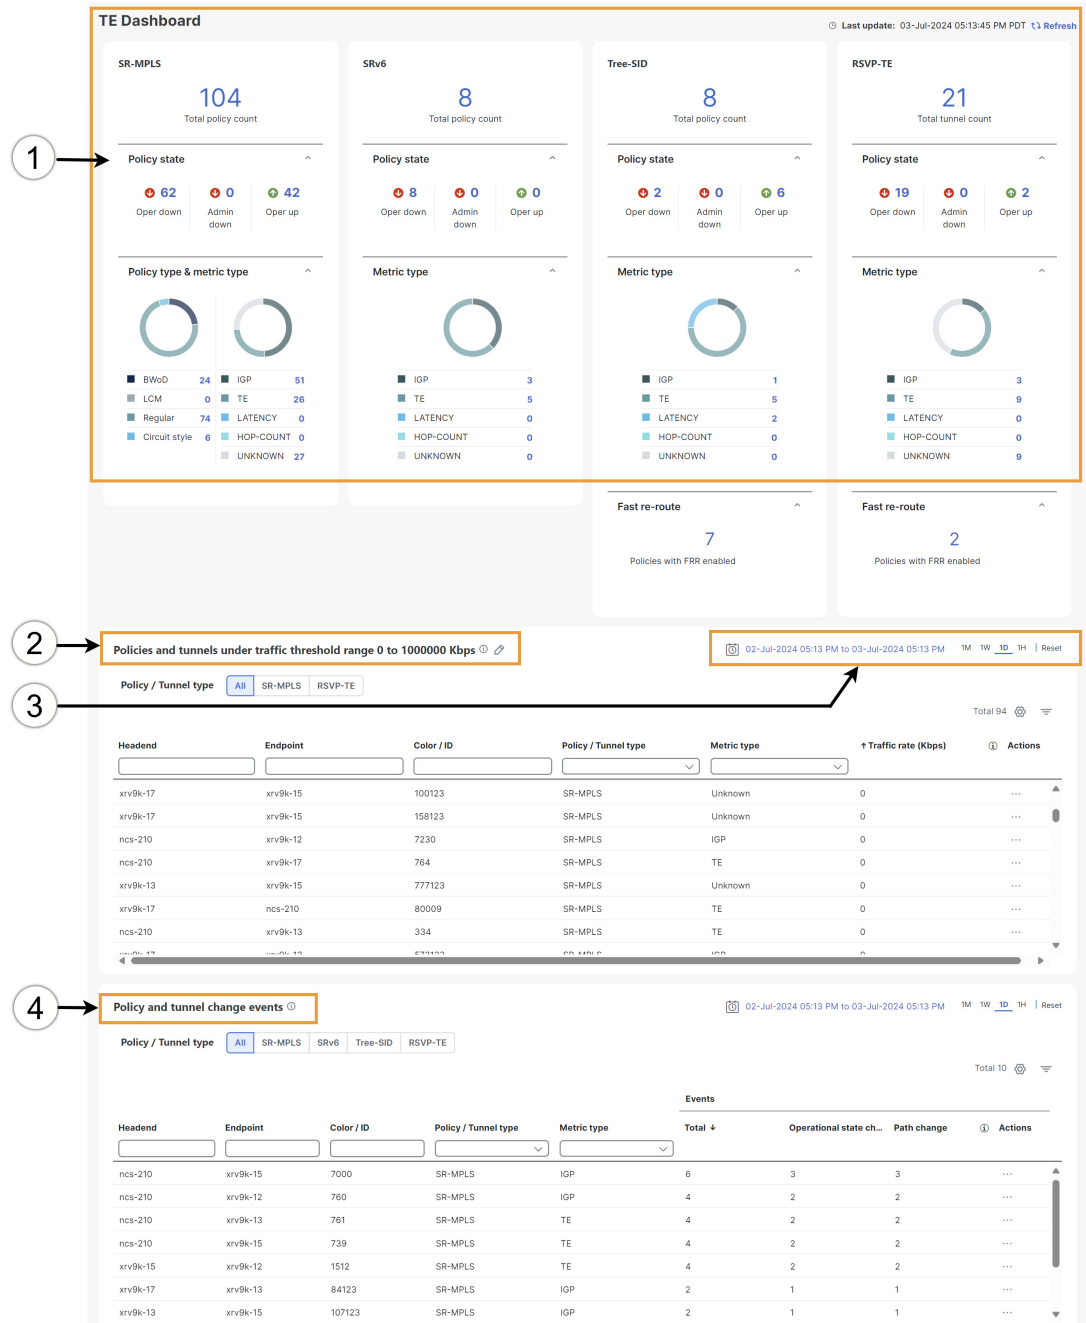 TE Dashboard
Last update: 03-Jul-2024 05:13:45 PM PDT Refresh
SR-MPLS SRv6 Tree-SID RSVP-TE
104 8 8 21
Total policy count Total policy count Total policy count Total tunnel count
1
Policy state Policy state Policy state Policy state
62 0 42 8 0 0 2 0 6 19 0 2
Oper down Admin down Oper up Oper down Admin down Oper up Oper down Admin down Oper up Oper down Admin down Oper up
Policy type & metric type Metric type Metric type Metric type
BWoD 24 IGP 51 IGP 3 IGP 1 IGP 3
LCM 0 TE 26 TE 5 TE 5 TE 9
Regular 74 LATENCY 0 LATENCY 0 LATENCY 2 LATENCY 0
Circuit style 6 HOP-COUNT 0 HOP-COUNT 0 HOP-COUNT 0 HOP-COUNT 0
UNKNOWN 27 UNKNOWN 0 UNKNOWN 0 UNKNOWN 9
Fast re-route Fast re-route
7 2
Policies with FRR enabled Policies with FRR enabled
2
Policies and tunnels under traffic threshold range 0 to 1000000 Kbps
02-Jul-2024 05:13 PM to 03-Jul-2024 05:13 PM 1M 1W 1D 1H | Reset
3
Policy / Tunnel type All SR-MPLS RSVP-TE
Total 94
Headend Endpoint Color / ID Policy / Tunnel type Metric type Traffic rate (Kbps) Actions
xrv9k-17 xrv9k-15 100123 SR-MPLS Unknown 0 ...
xrv9k-17 xrv9k-15 158123 SR-MPLS Unknown 0 ...
ncs-210 xrv9k-12 7230 SR-MPLS IGP 0 ...
ncs-210 xrv9k-17 764 SR-MPLS TE 0 ...
xrv9k-13 xrv9k-15 777123 SR-MPLS Unknown 0 ...
xrv9k-17 ncs-210 80009 SR-MPLS TE 0 ...
ncs-210 xrv9k-13 334 SR-MPLS TE 0 ...
4
Policy and tunnel change events
02-Jul-2024 05:13 PM to 03-Jul-2024 05:13 PM 1M 1W 1D 1H | Reset
Policy / Tunnel type All SR-MPLS SRv6 Tree-SID RSVP-TE
Total 10
Events
Headend Endpoint Color / ID Policy / Tunnel type Metric type Total Operational state ch... Path change Actions
ncs-210 xrv9k-15 7000 SR-MPLS IGP 6 3 3 ...
ncs-210 xrv9k-12 760 SR-MPLS IGP 4 2 2 ...
ncs-210 xrv9k-13 761 SR-MPLS TE 4 2 2 ...
ncs-210 xrv9k-15 739 SR-MPLS TE 4 2 2 ...
xrv9k-15 xrv9k-12 1512 SR-MPLS TE 4 2 2 ...
xrv9k-17 xrv9k-13 84123 SR-MPLS IGP 2 1 1 ...
xrv9k-13 xrv9k-15 107123 SR-MPLS IGP 2 1 1 ...